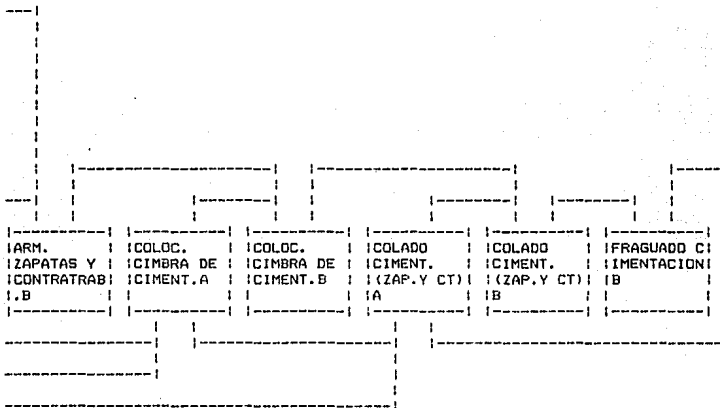 ARM.
ZAPATAS Y
CONTRATRAB
.B
COLOC.
CIMBRA DE
CIMENT.A
COLOC.
CIMBRA DE
CIMENT.B
COLADO
CIMENT.
(ZAP.Y CT)
A
COLADO
CIMENT.
(ZAP.Y CT)
B
FRAGUADO C
IMENTACION
B